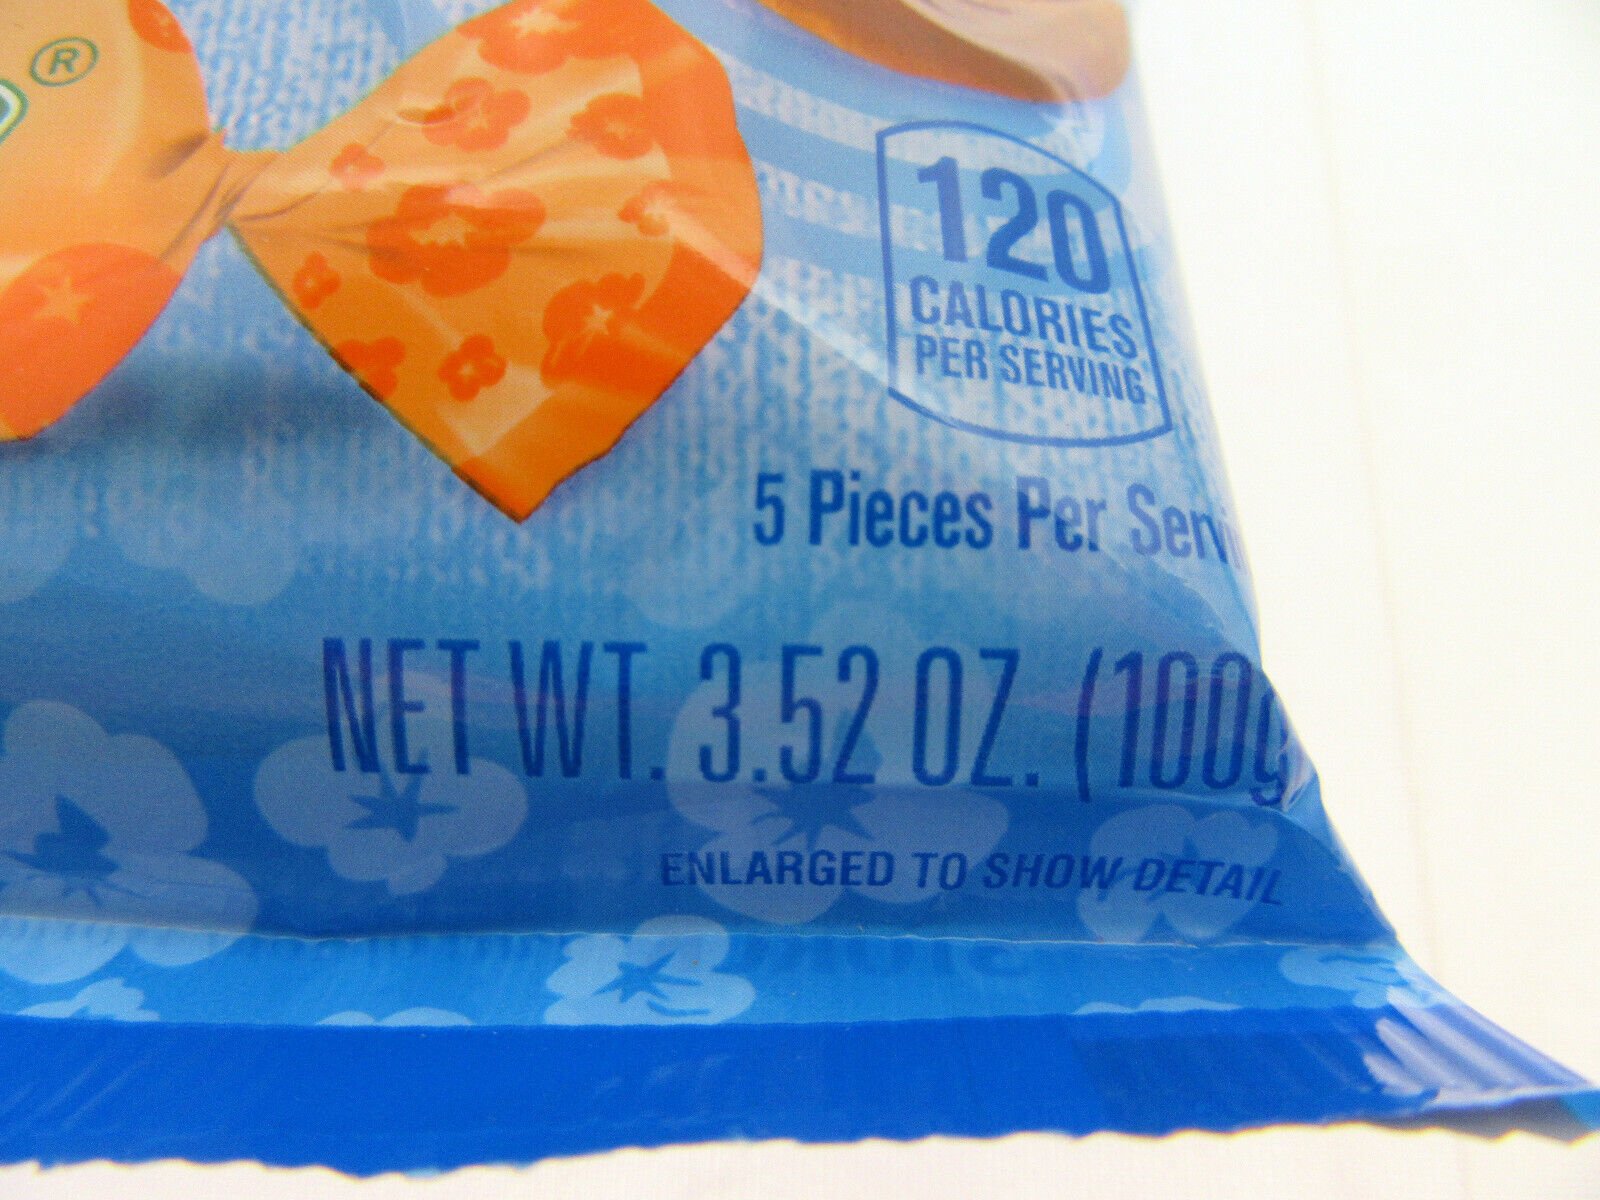 ®
120
CALORIES
PER SERVING
5 Pieces Per Servi
NET WT. 3.52 OZ. (100g
ENLARGED TO SHOW DETAIL